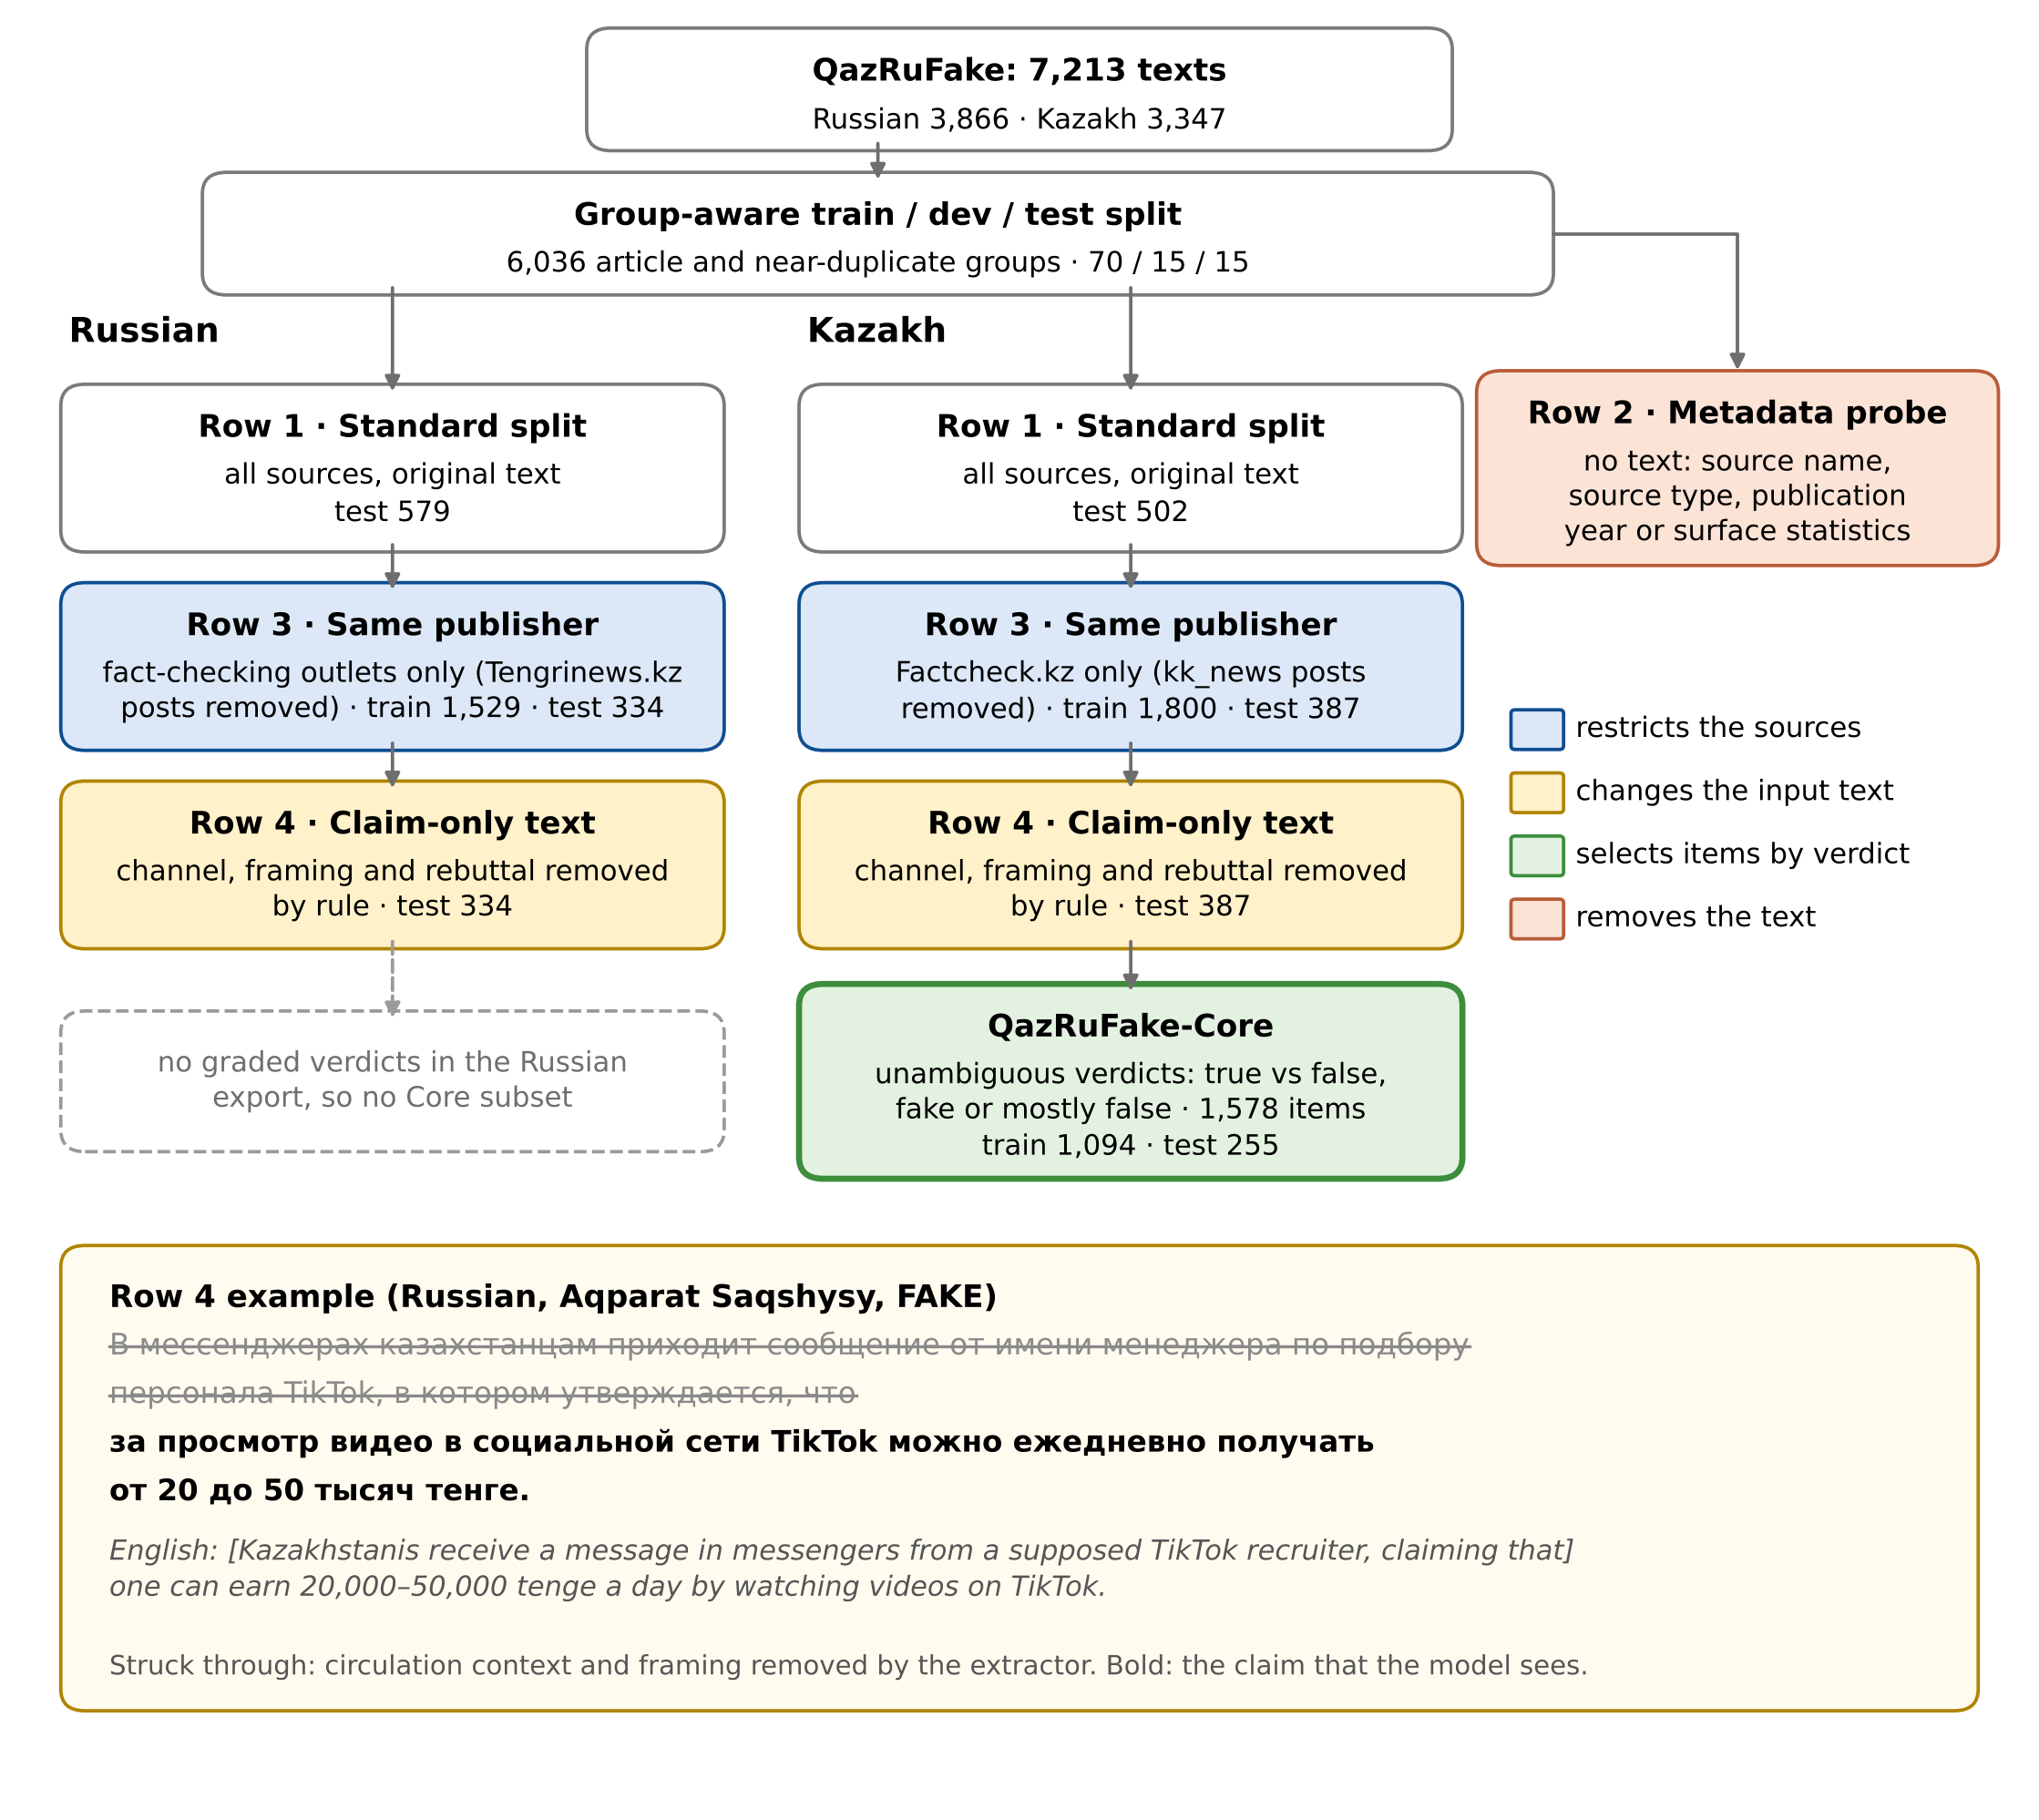 QazRuFake: 7,213 texts
Russian 3,866 · Kazakh 3,347
Group-aware train / dev / test split
6,036 article and near-duplicate groups · 70 / 15 / 15
Russian
Row 1 · Standard split
all sources, original text
test 579
Row 3 · Same publisher
fact-checking outlets only (Tengrinews.kz
posts removed) · train 1,529 · test 334
Row 4 · Claim-only text
channel, framing and rebuttal removed
by rule · test 334
no graded verdicts in the Russian
export, so no Core subset
Kazakh
Row 1 · Standard split
all sources, original text
test 502
Row 3 · Same publisher
Factcheck.kz only (kk_news posts
removed) · train 1,800 · test 387
Row 4 · Claim-only text
channel, framing and rebuttal removed
by rule · test 387
QazRuFake-Core
unambiguous verdicts: true vs false,
fake or mostly false · 1,578 items
train 1,094 · test 255
Row 2 · Metadata probe
no text: source name,
source type, publication
year or surface statistics
restricts the sources
changes the input text
selects items by verdict
removes the text
Row 4 example (Russian, Aqparat Saqshysy, FAKE)
В мессенджерах казахстанцам приходит сообщение от имени менеджера по подбору
персонала TikTok, в котором утверждается, что
за просмотр видео в социальной сети TikTok можно ежедневно получать
от 20 до 50 тысяч тенге.
English: [Kazakhstanis receive a message in messengers from a supposed TikTok recruiter, claiming that]
one can earn 20,000–50,000 tenge a day by watching videos on TikTok.
Struck through: circulation context and framing removed by the extractor. Bold: the claim that the model sees.